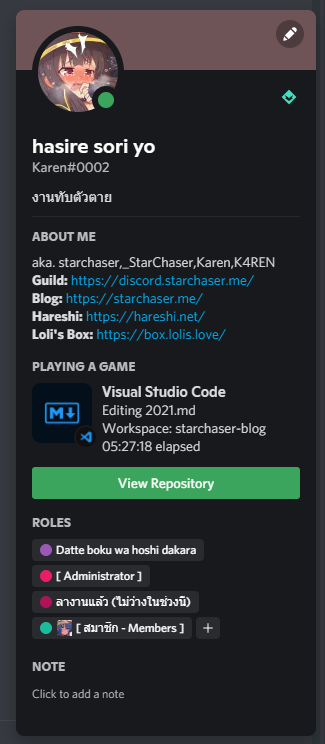 hasire sori yo
Karen#0002
งานทับตัวตาย
ABOUT ME
aka. starchaser,_StarChaser,Karen,K4REN
Guild: https://discord.starchaser.me/
Blog: https://starchaser.me/
Hareshi: https://hareshi.net/
Loli's Box: https://box.lolis.love/
PLAYING A GAME
Visual Studio Code
Editing 2021.md
Workspace: starchaser-blog
05:27:18 elapsed
View Repository
ROLES
Datte boku wa hoshi dakara
[ Administrator ]
ลางานแล้ว (ไม่ว่างในช่วงนี้)
[ สมาชิก - Members ]
+
NOTE
Click to add a note